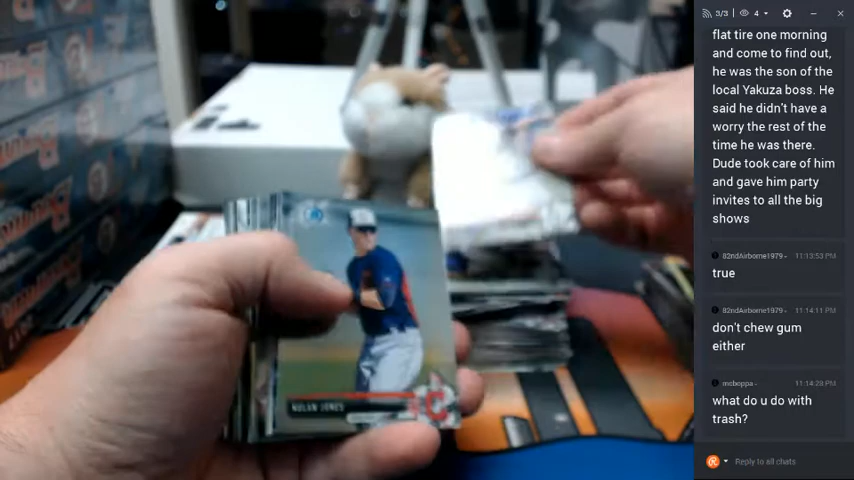 3/3
4
flat tire one morning
and come to find out,
he was the son of the
local Yakuza boss. He
said he didn't have a
worry the rest of the
time he was there.
Dude took care of him
and gave him party
invites to all the big
shows
82ndAirborne1979 - 11:13:53 PM
true
82ndAirborne1979 - 11:14:11 PM
don't chew gum
either
11:14:28 PM
what do u do with
trash?
Reply to all chats
NOLAN JONES
C